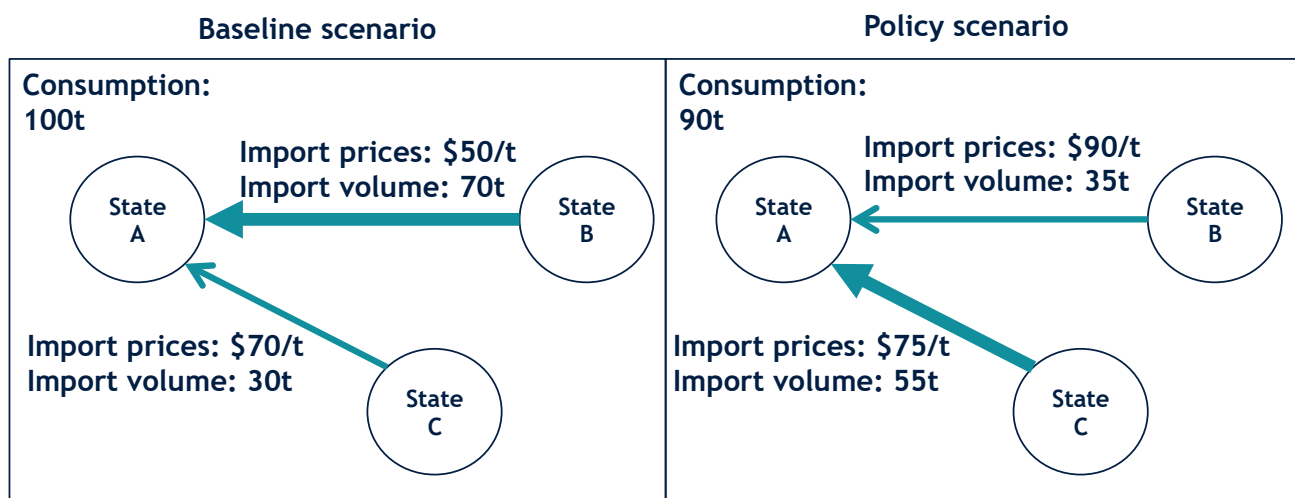 Baseline scenario
Policy scenario
Consumption:
100t
Import prices: $50/t
Import volume: 70t
State
A
State
B
Import prices: $70/t
Import volume: 30t
State
C
Consumption:
90t
Import prices: $90/t
Import volume: 35t
State
A
State
B
Import prices: $75/t
Import volume: 55t
State
C